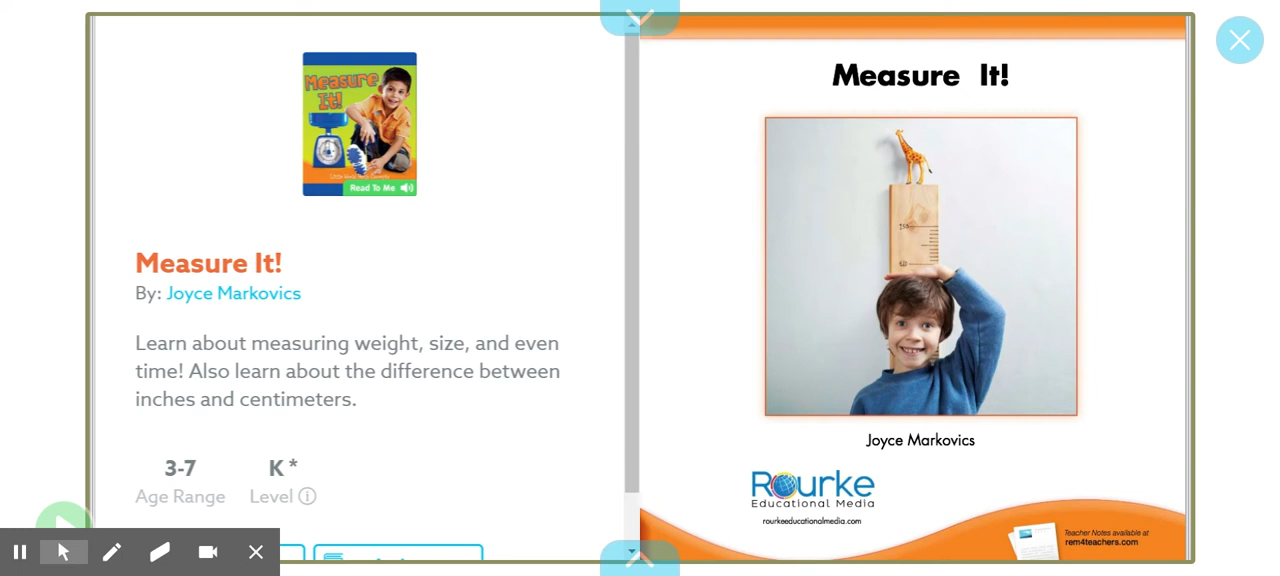 Measure
It!
Read To Me
Measure It!
By: Joyce Markovics
Learn about measuring weight, size, and even
time! Also learn about the difference between
inches and centimeters.
3-7
Age Range
K *
Level
Measure It!
Joyce Markovics
Rourke
Educational Media
rourkeeducationalmedia.com
Teacher Notes available at
rem4teachers.com